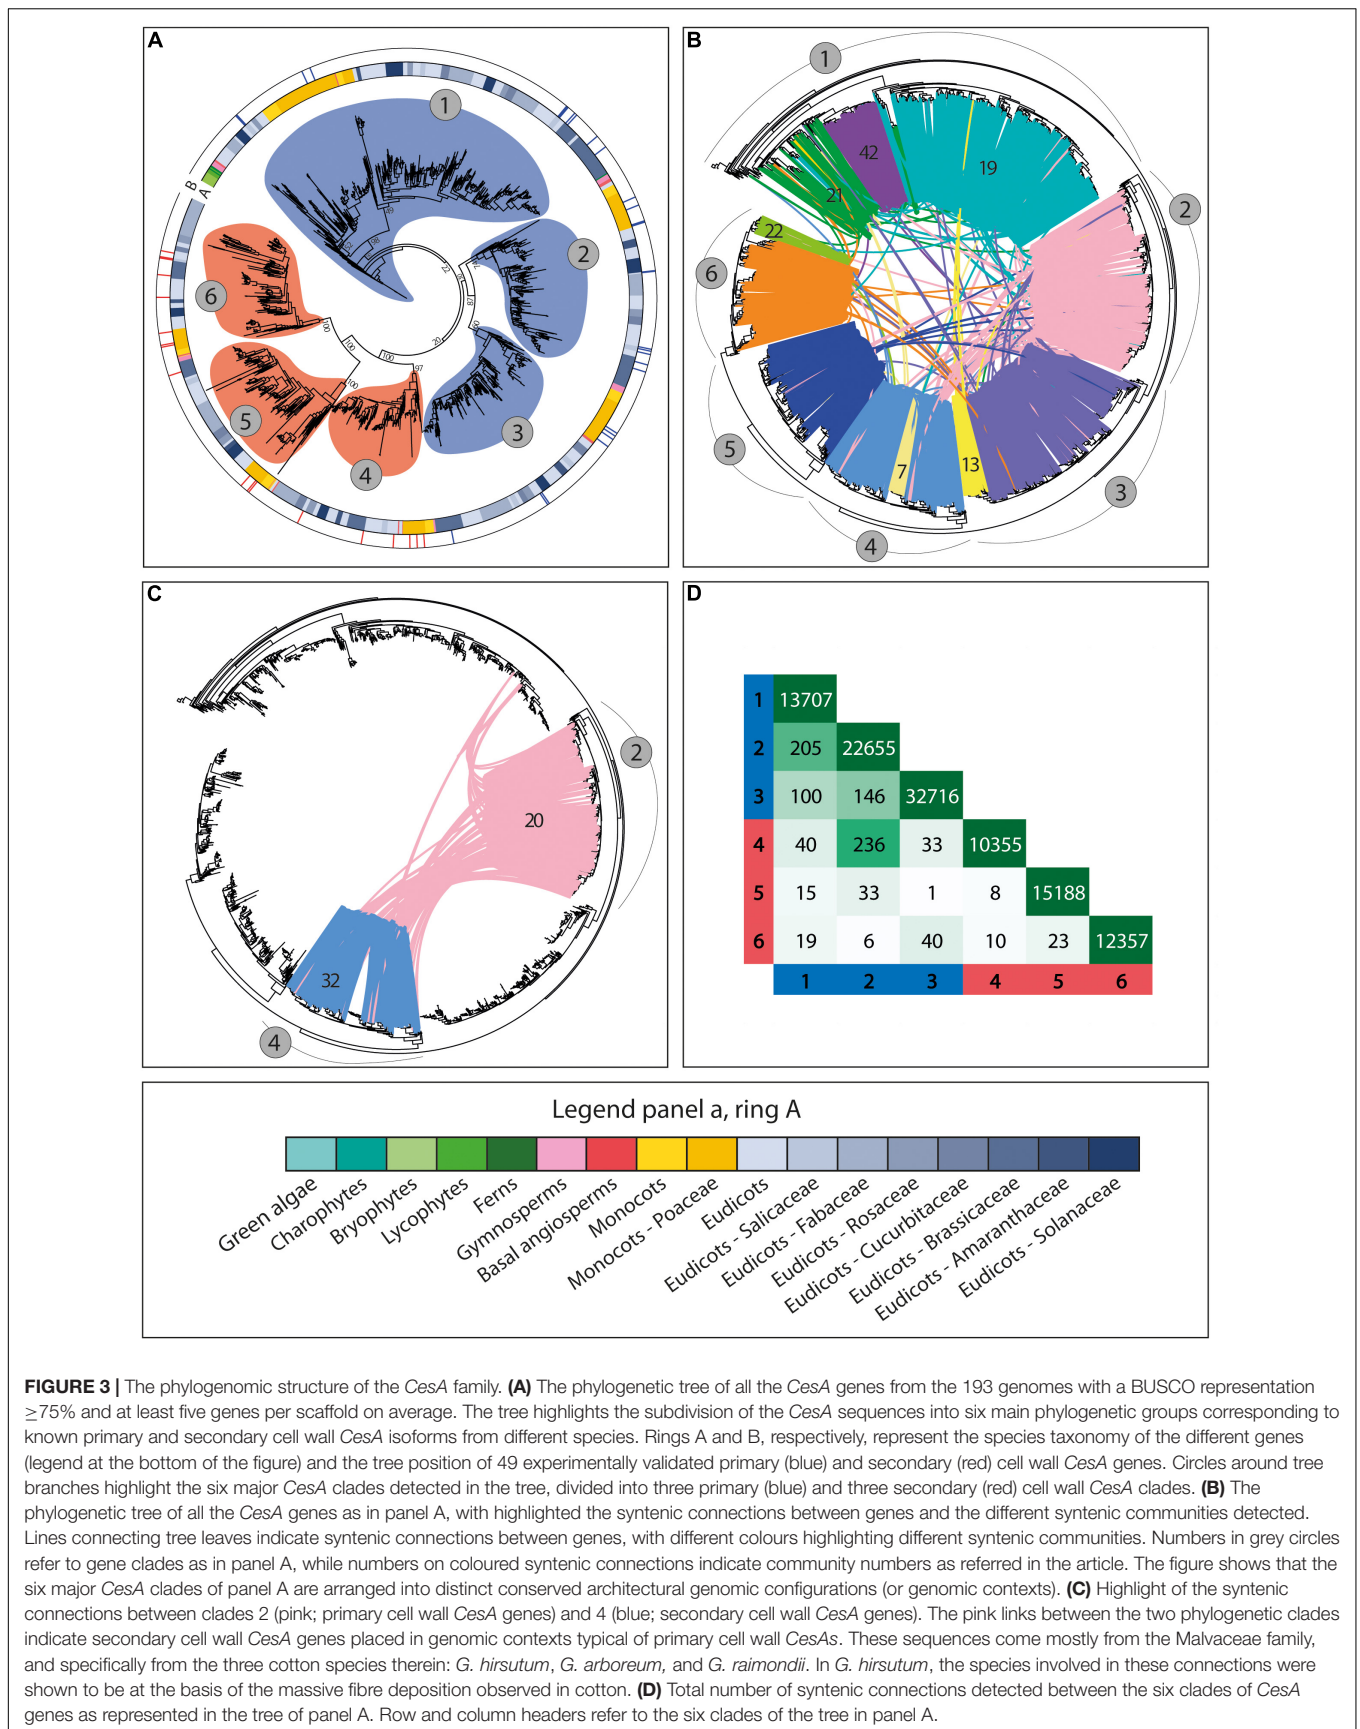 A
B
A
1
2
3
4
5
6
49
98
52
22
87
50
20
100
97
100
100
100
B
1
2
3
4
5
6
42
19
21
22
7
13
C
2
20
32
4
D
1 13707
2 205 22655
3 100 146 32716
4 40 236 33 10355
5 15 33 1 8 15188
6 19 6 40 10 23 12357
1 2 3 4 5 6
Legend panel a, ring A
Green algae
Charophytes
Bryophytes
Lycophytes
Ferns
Gymnosperms
Basal angiosperms
Monocots
Monocots - Poaceae
Eudicots
Eudicots - Salicaceae
Eudicots - Fabaceae
Eudicots - Rosaceae
Eudicots - Cucurbitaceae
Eudicots - Brassicaceae
Eudicots - Amaranthaceae
Eudicots - Solanaceae
FIGURE 3 | The phylogenomic structure of the CesA family. (A) The phylogenetic tree of all the CesA genes from the 193 genomes with a BUSCO representation
≥75% and at least five genes per scaffold on average. The tree highlights the subdivision of the CesA sequences into six main phylogenetic groups corresponding to
known primary and secondary cell wall CesA isoforms from different species. Rings A and B, respectively, represent the species taxonomy of the different genes
(legend at the bottom of the figure) and the tree position of 49 experimentally validated primary (blue) and secondary (red) cell wall CesA genes. Circles around tree
branches highlight the six major CesA clades detected in the tree, divided into three primary (blue) and three secondary (red) cell wall CesA clades. (B) The
phylogenetic tree of all the CesA genes as in panel A, with highlighted the syntenic connections between genes and the different syntenic communities detected.
Lines connecting tree leaves indicate syntenic connections between genes, with different colours highlighting different syntenic communities. Numbers in grey circles
refer to gene clades as in panel A, while numbers on coloured syntenic connections indicate community numbers as referred in the article. The figure shows that the
six major CesA clades of panel A are arranged into distinct conserved architectural genomic configurations (or genomic contexts). (C) Highlight of the syntenic
connections between clades 2 (pink; primary cell wall CesA genes) and 4 (blue; secondary cell wall CesA genes). The pink links between the two phylogenetic clades
indicate secondary cell wall CesA genes placed in genomic contexts typical of primary cell wall CesAs. These sequences come mostly from the Malvaceae family,
and specifically from the three cotton species therein: G. hirsutum, G. arboreum, and G. raimondii. In G. hirsutum, the species involved in these connections were
shown to be at the basis of the massive fibre deposition observed in cotton. (D) Total number of syntenic connections detected between the six clades of CesA
genes as represented in the tree of panel A. Row and column headers refer to the six clades of the tree in panel A.